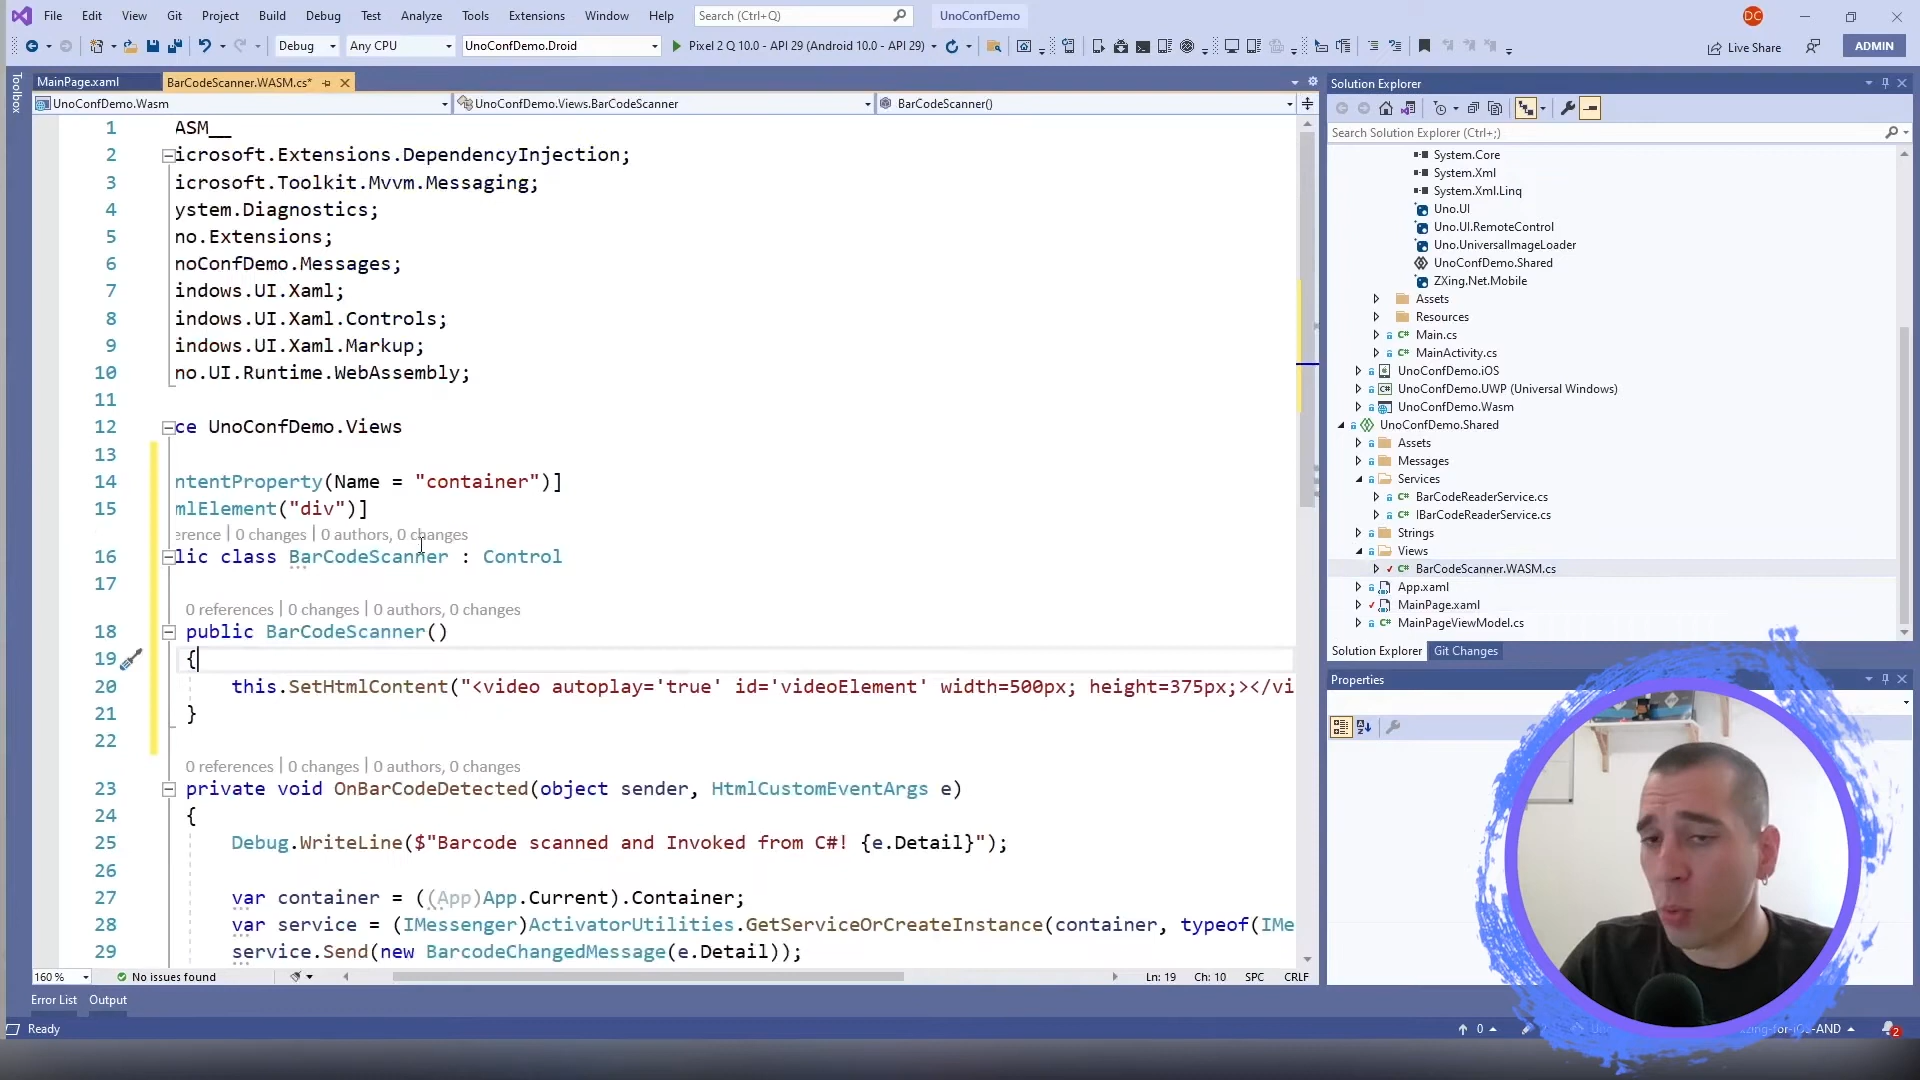 File Edit View Git Project Build Debug Test Analyze Tools Extensions Window Help Search (Ctrl+Q) UnoConfDemo DC
Debug Any CPU UnoConfDemo.Droid Pixel 2 Q 10.0 - API 29 (Android 10.0 - API 29) Live Share ADMIN
Toolbox
MainPage.xaml BarCodeScanner.WASM.cs*
UnoConfDemo.Wasm UnoConfDemo.Views.BarCodeScanner BarCodeScanner()
1 ASM__
2 icrosoft.Extensions.DependencyInjection;
3 icrosoft.Toolkit.Mvvm.Messaging;
4 ystem.Diagnostics;
5 no.Extensions;
6 noConfDemo.Messages;
7 indows.UI.Xaml;
8 indows.UI.Xaml.Controls;
9 indows.UI.Xaml.Markup;
10 no.UI.Runtime.WebAssembly;
11
12 ce UnoConfDemo.Views
13
14 ntentProperty(Name = "container")]
15 mlElement("div")]
erence | 0 changes | 0 authors, 0 changes
16 lic class BarCodeScanner : Control
17
0 references | 0 changes | 0 authors, 0 changes
18 public BarCodeScanner()
19 {
20 this.SetHtmlContent("<video autoplay='true' id='videoElement' width=500px; height=375px;></vi
21 }
22
0 references | 0 changes | 0 authors, 0 changes
23 private void OnBarCodeDetected(object sender, HtmlCustomEventArgs e)
24 {
25 Debug.WriteLine($"Barcode scanned and Invoked from C#! {e.Detail}");
26
27 var container = ((App)App.Current).Container;
28 var service = (IMessenger)ActivatorUtilities.GetServiceOrCreateInstance(container, typeof(IMe
29 service.Send(new BarcodeChangedMessage(e.Detail));
160 % No issues found Ln: 19 Ch: 10 SPC CRLF
Error List Output
Ready 0 zing-for-iOS-AND 2
Solution Explorer
Search Solution Explorer (Ctrl+;)
System.Core
System.Xml
System.Xml.Linq
Uno.UI
Uno.UI.RemoteControl
Uno.UniversalImageLoader
UnoConfDemo.Shared
ZXing.Net.Mobile
Assets
Resources
C# Main.cs
C# MainActivity.cs
UnoConfDemo.iOS
UnoConfDemo.UWP (Universal Windows)
UnoConfDemo.Wasm
UnoConfDemo.Shared
Assets
Messages
Services
C# BarCodeReaderService.cs
C# IBarCodeReaderService.cs
Strings
Views
C# BarCodeScanner.WASM.cs
App.xaml
MainPage.xaml
C# MainPageViewModel.cs
Solution Explorer Git Changes
Properties